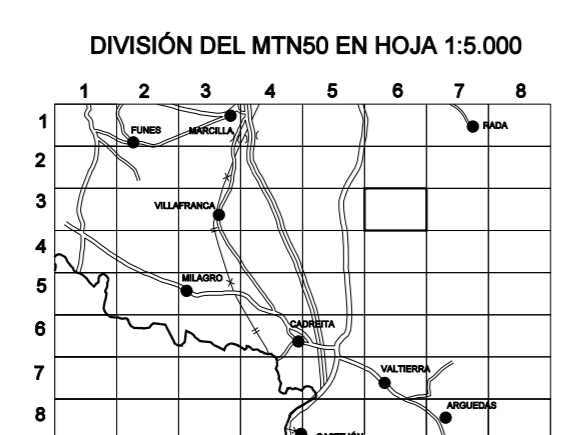 DIVISIÓN DEL MTN50 EN HOJA 1:5.000
1 2 3 4 5 6 7 8
1
FUNES
MARCILLA
RADA
2
3
VILLAFRANCA
4
5
MILAGRO
6
CADREITA
7
VALTIERRA
ARGUEDAS
8